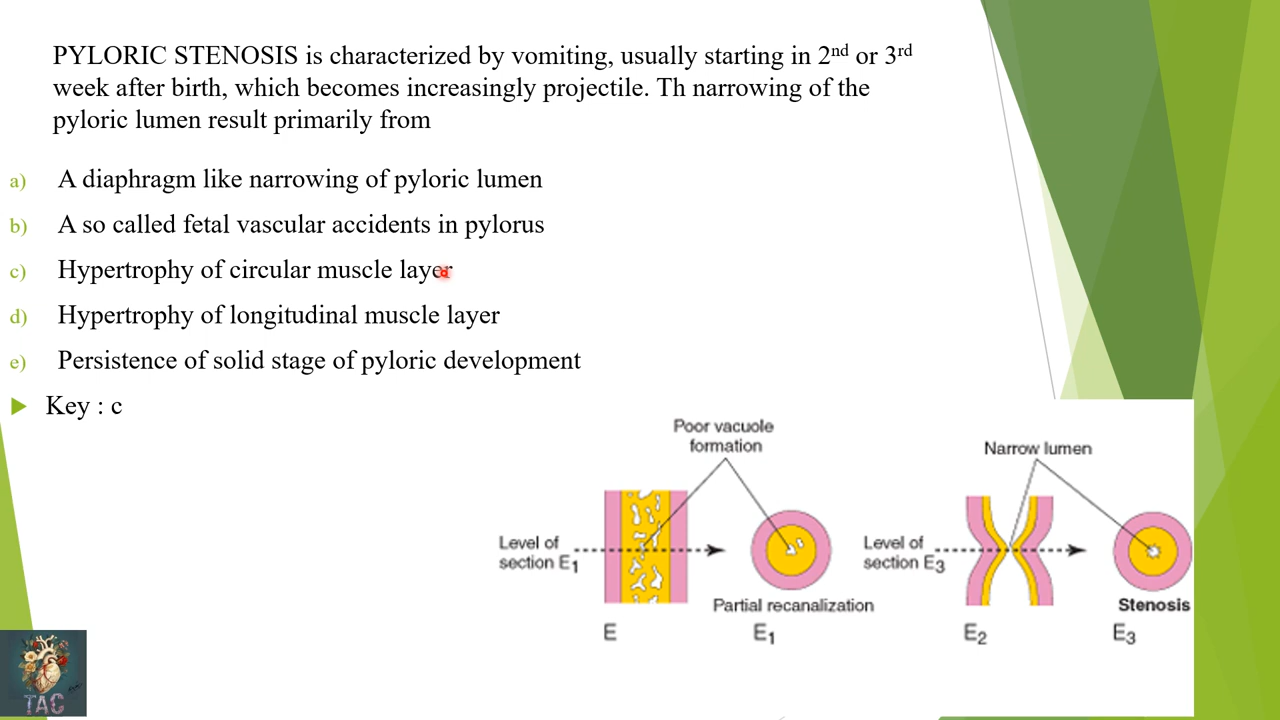 PYLORIC STENOSIS is characterized by vomiting, usually starting in 2nd or 3rd
week after birth, which becomes increasingly projectile. Th narrowing of the
pyloric lumen result primarily from
a) A diaphragm like narrowing of pyloric lumen
b) A so called fetal vascular accidents in pylorus
c) Hypertrophy of circular muscle layer
d) Hypertrophy of longitudinal muscle layer
e) Persistence of solid stage of pyloric development
Key : c
Poor vacuole
formation
Narrow lumen
Level of
section E1
Level of
section E3
Partial recanalization
Stenosis
E
E1
E2
E3
TAC